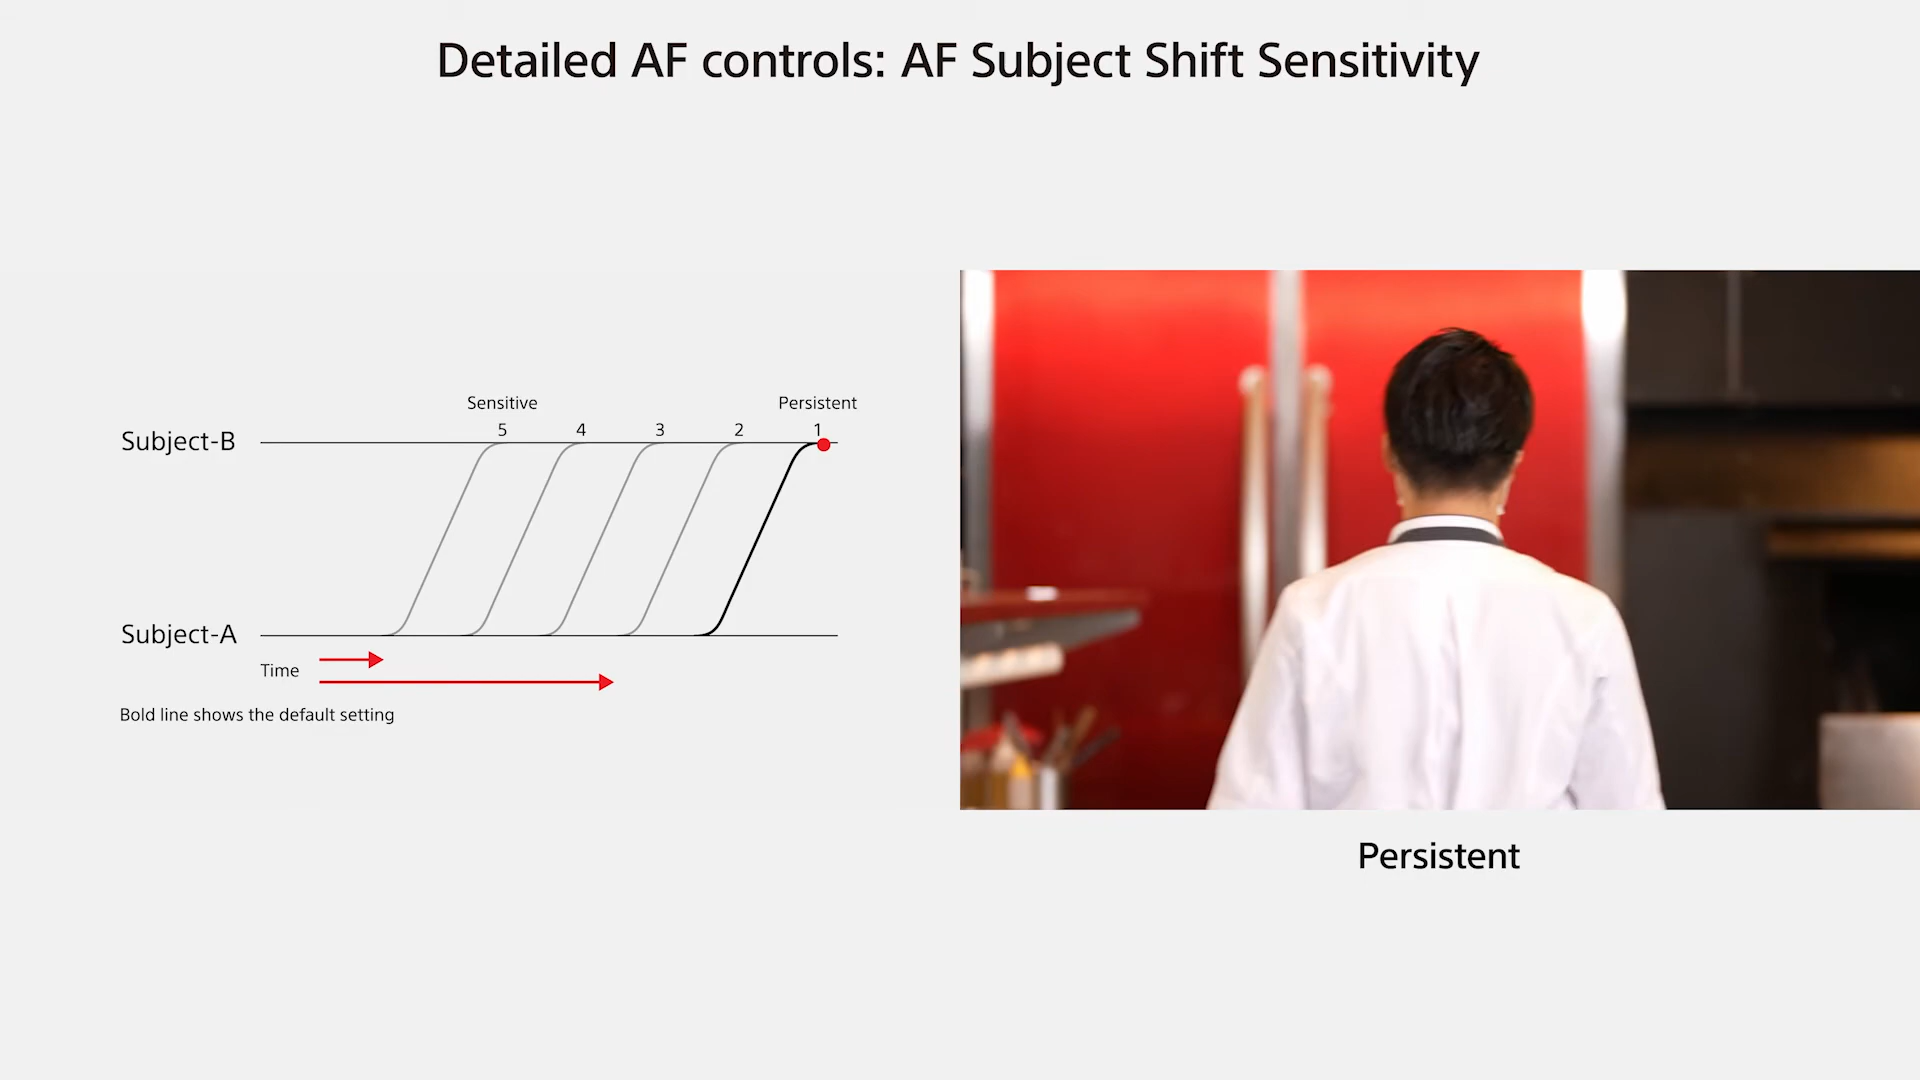 Detailed AF controls: AF Subject Shift Sensitivity
Sensitive Persistent
5 4 3 2 1
Subject-B
Subject-A
Time
Bold line shows the default setting
Persistent